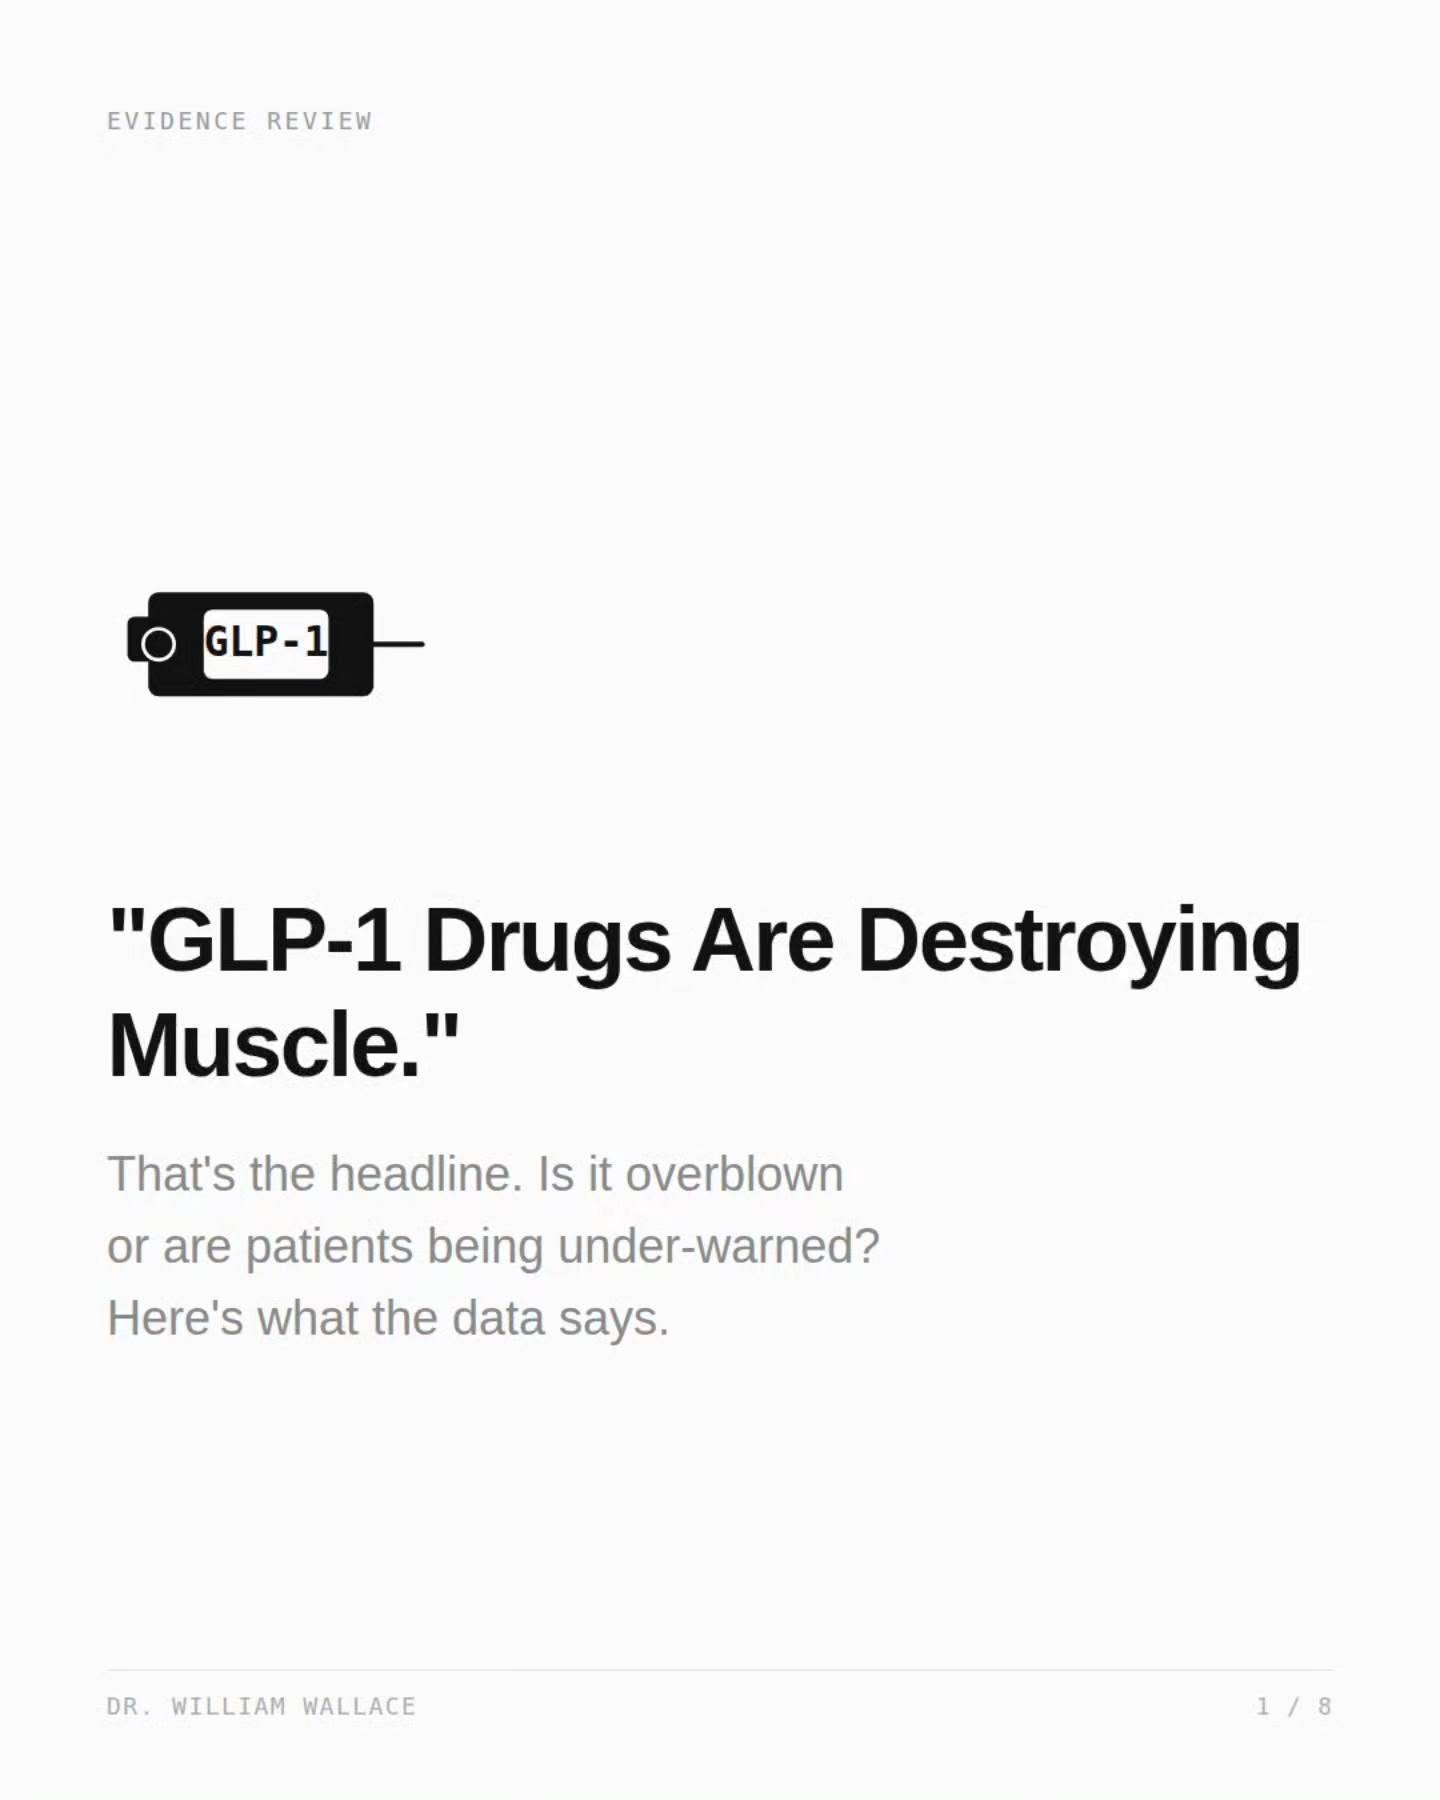 EVIDENCE REVIEW
GLP-1
"GLP-1 Drugs Are Destroying
Muscle."
That's the headline. Is it overblown
or are patients being under-warned?
Here's what the data says.
DR. WILLIAM WALLACE
1 / 8